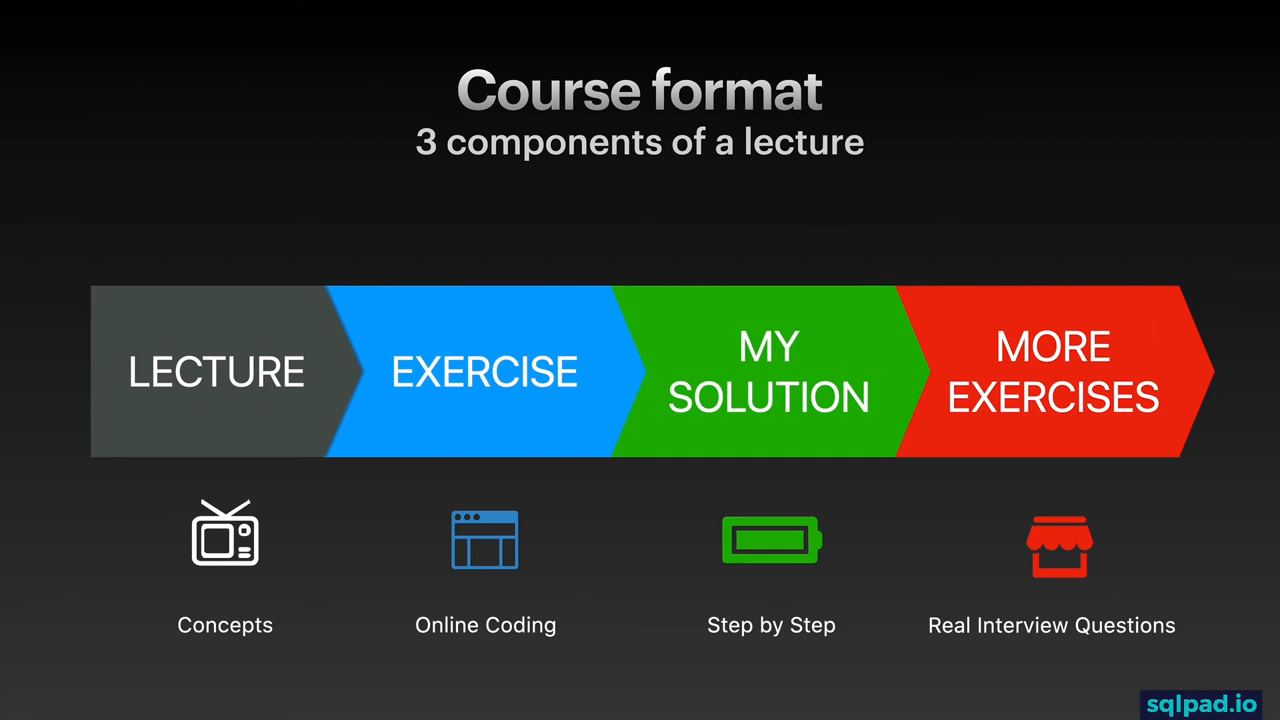 Course format
3 components of a lecture
LECTURE
EXERCISE
MY
SOLUTION
MORE
EXERCISES
Concepts
Online Coding
Step by Step
Real Interview Questions
sqlpad.io